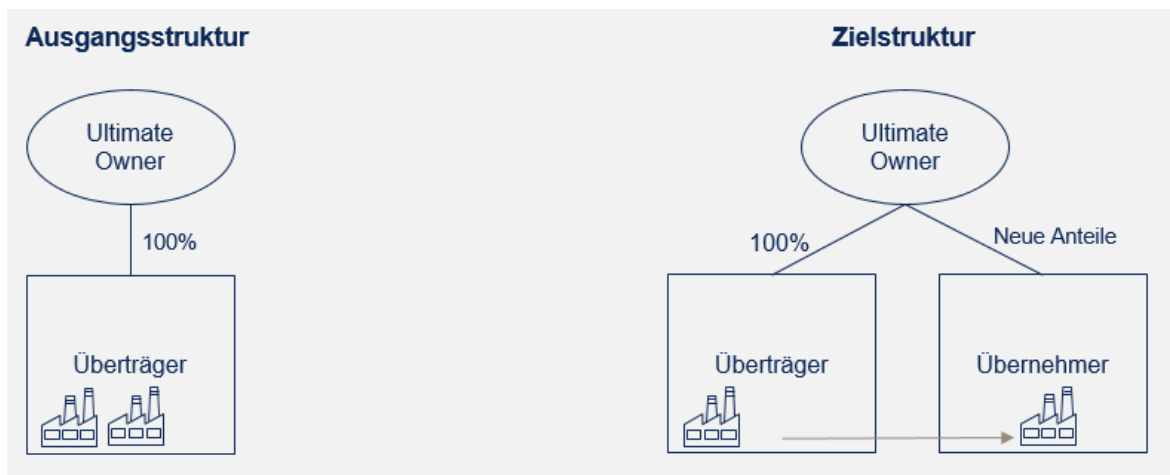 Ausgangsstruktur
Ultimate
Owner
100%
Überträger
Zielstruktur
Ultimate
Owner
100%
Neue Anteile
Überträger
Übernehmer